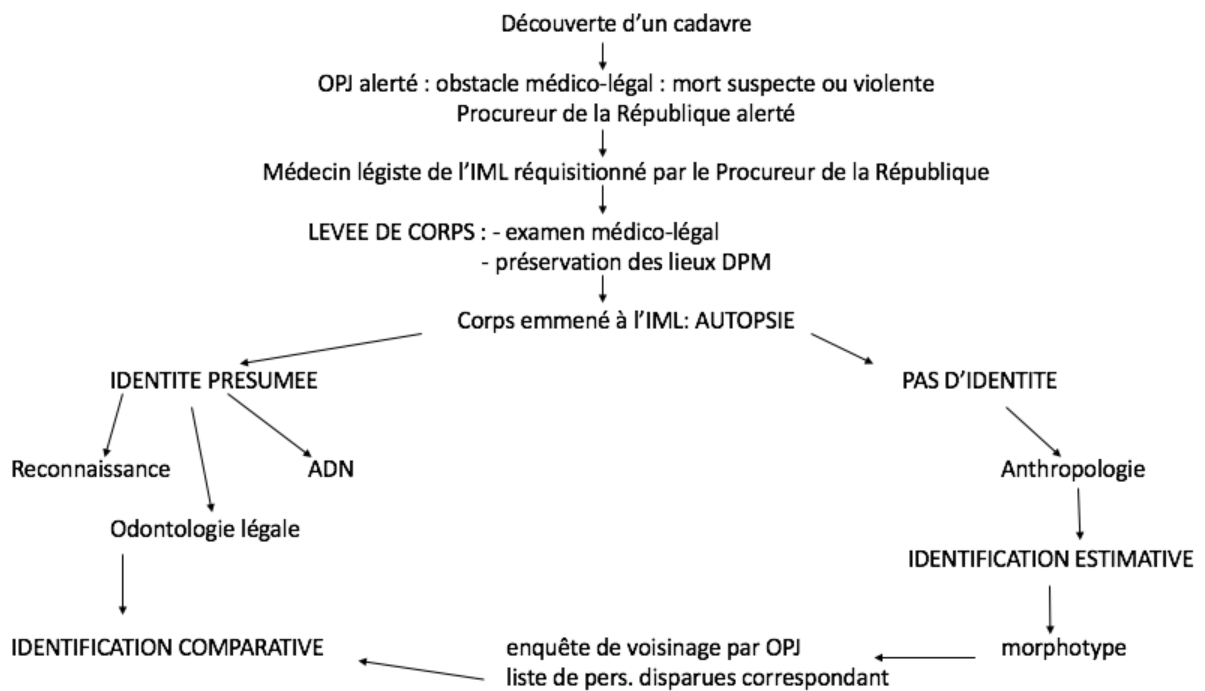 Découverte d'un cadavre
OPJ alerté : obstacle médico-légal : mort suspecte ou violente
Procureur de la République alerté
Médecin légiste de l'IML réquisitionné par le Procureur de la République
LEVEE DE CORPS : - examen médico-légal
- préservation des lieux DPM
Corps emmené à l'IML: AUTOPSIE
IDENTITE PRESUMEE
PAS D'IDENTITE
Reconnaissance
ADN
Anthropologie
Odontologie légale
IDENTIFICATION ESTIMATIVE
IDENTIFICATION COMPARATIVE
enquête de voisinage par OPJ
morphotype
liste de pers. disparues correspondant